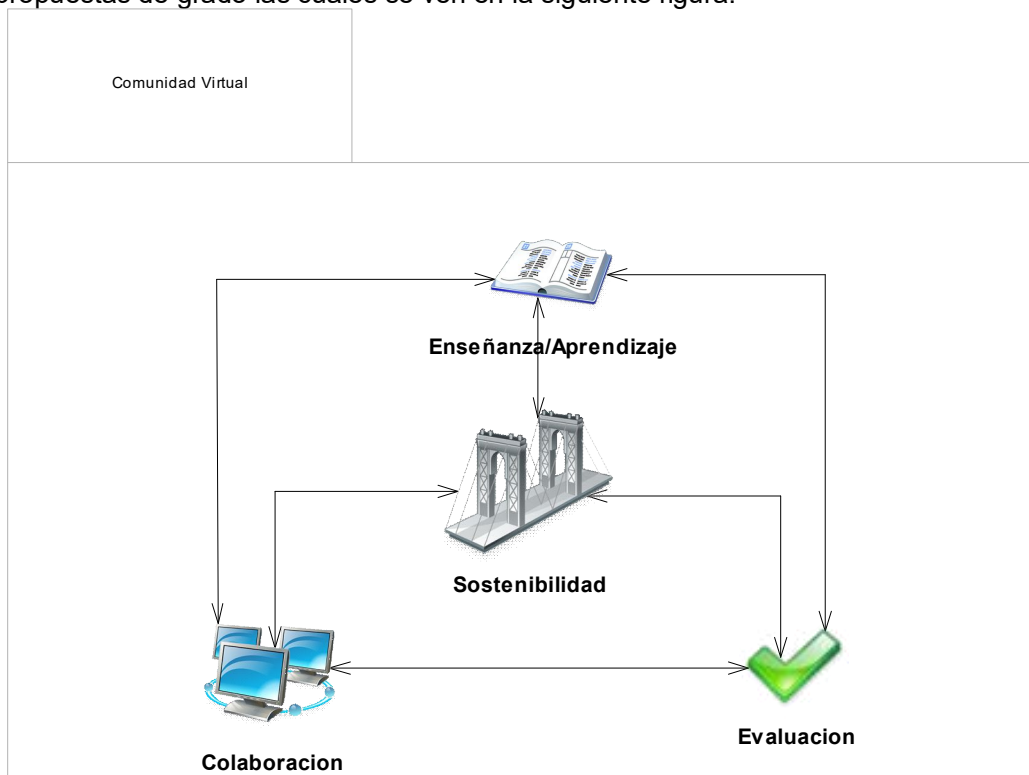 propuestas de grado las cuales se ven en la siguiente figura.
Comunidad Virtual
Enseñanza/Aprendizaje
Sostenibilidad
Evaluacion
Colaboracion